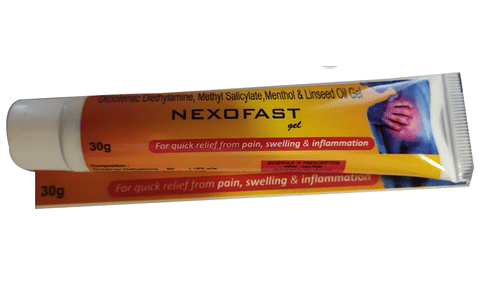 Diclofenac Diethylamine, Methyl Salicylate, Menthol & Linseed Oil Gel
NEXOFAST
gel
30g
For quick relief from pain, swelling & inflammation
Composition :
30g
For quick relief from pain, swelling & inflammation